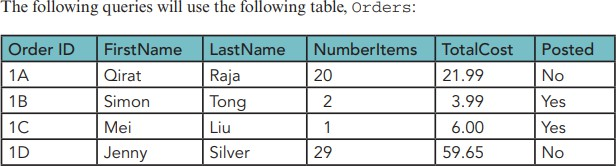 The following queries will use the following table, Orders:
Order ID FirstName LastName NumberItems TotalCost Posted
1A Qirat Raja 20 21.99 No
1B Simon Tong 2 3.99 Yes
1C Mei Liu 1 6.00 Yes
1D Jenny Silver 29 59.65 No